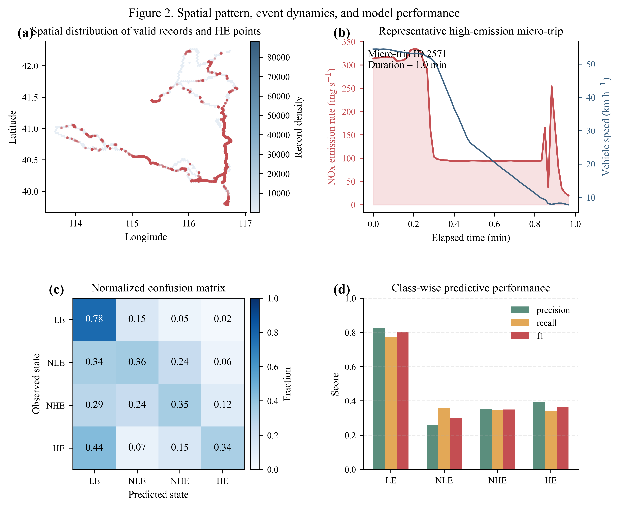 Figure 2. Spatial pattern, event dynamics, and model performance
(a)
Spatial distribution of valid records and HE points
42.0
41.5
41.0
40.5
40.0
Latitude
114
115
116
117
Longitude
80000
70000
60000
50000
40000
30000
20000
10000
Record density
(b)
Representative high-emission micro-trip
Micro-trip ID 2571
350
300
250
200
150
100
50
0
NOx emission rate (mg s⁻¹)
0.0
0.2
0.4
0.6
0.8
1.0
Elapsed time (min)
50
40
30
20
10
Vehicle speed (km h⁻¹)
(c)
Normalized confusion matrix
LE
0.78
0.15
0.05
0.02
NLE
0.34
0.36
0.24
0.06
NHE
0.29
0.24
0.35
0.12
HE
0.44
0.07
0.15
0.34
Observed state
LE
NLE
NHE
HE
Predicted state
1.0
0.8
0.6
0.4
0.2
0.0
Fraction
(d)
Class-wise predictive performance
precision
recall
f1
1.0
0.8
0.6
0.4
0.2
0.0
Score
LE
NLE
NHE
HE